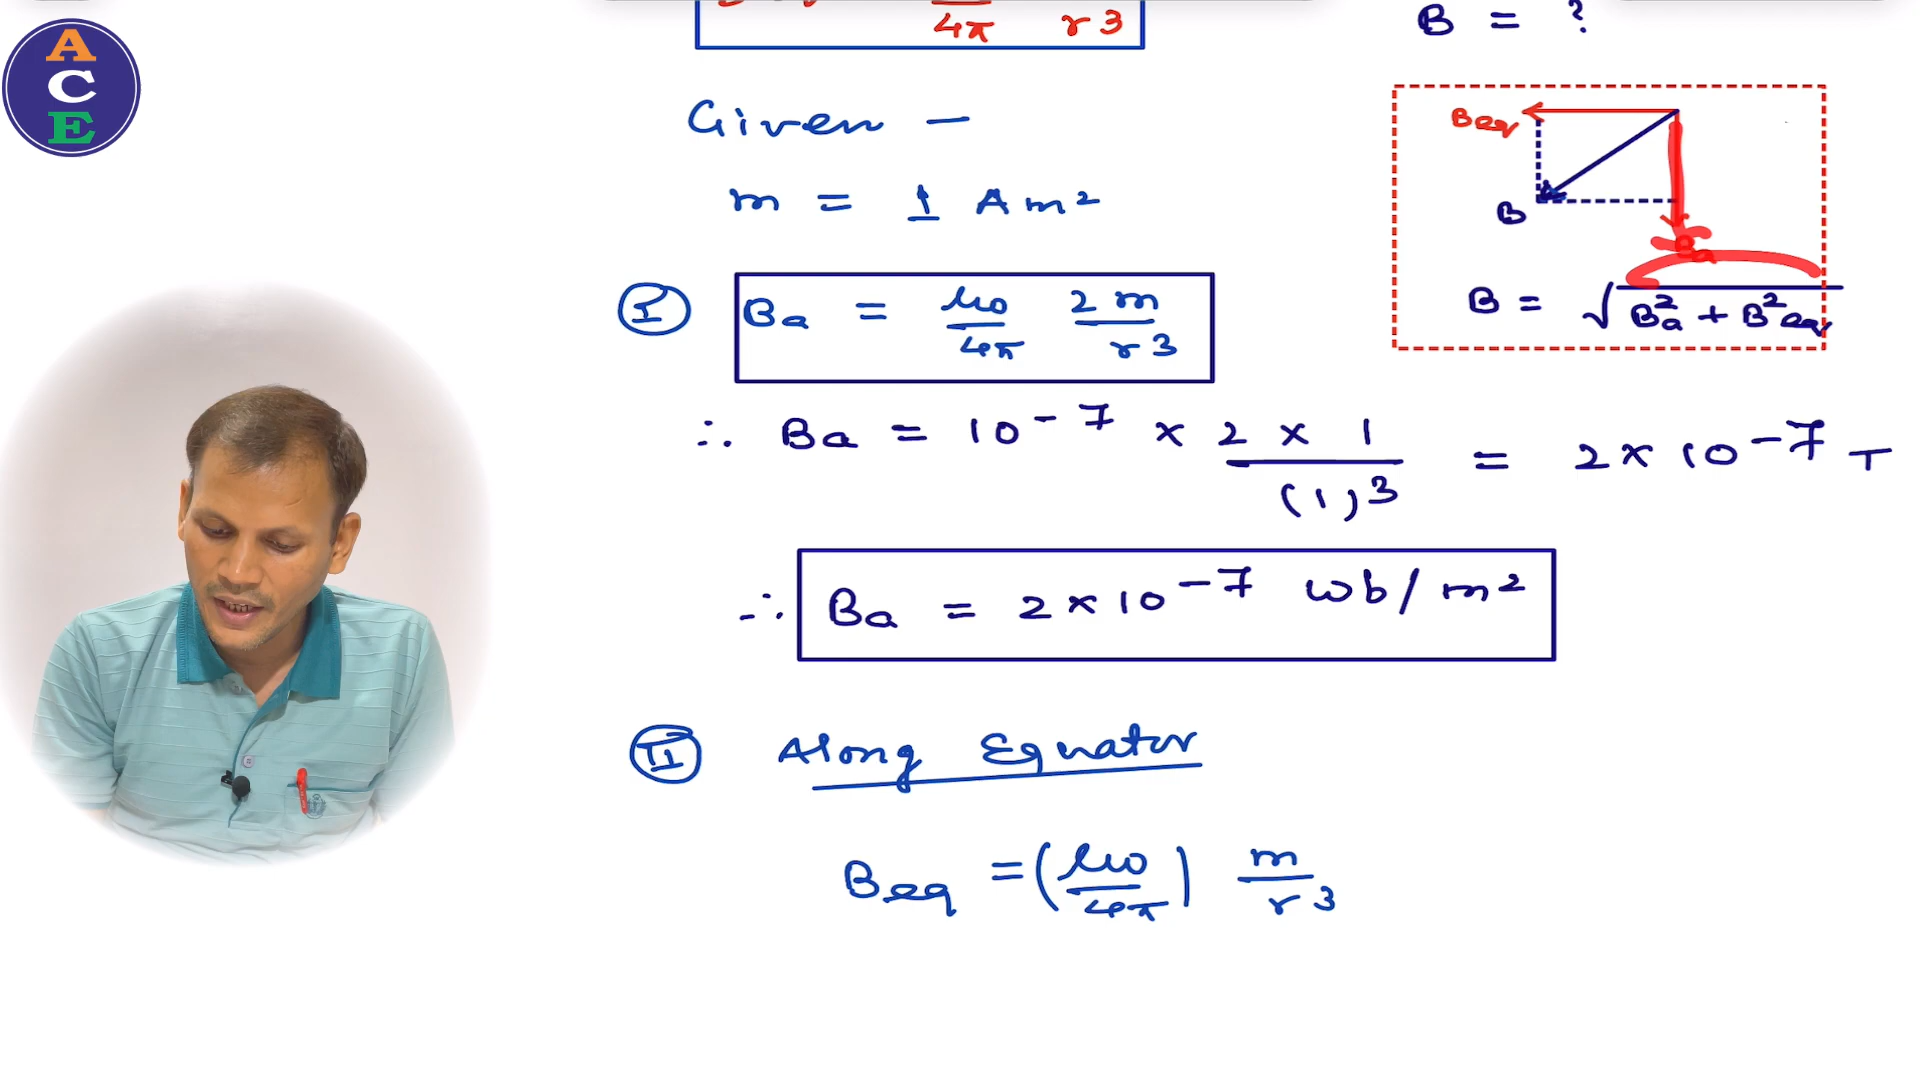 A
C
E
4π r3
B = ?
Given -
m = 1 Am²
Beq
B
Ba
B = √Ba² + B²eq
I Ba = μ0/4π 2m/r3
∴ Ba = 10⁻⁷ × 2 × 1/(1)³ = 2 × 10⁻⁷ T
∴ Ba = 2 × 10⁻⁷ wb/m²
II Along Equator
Beq = (μ0/4π) m/r3